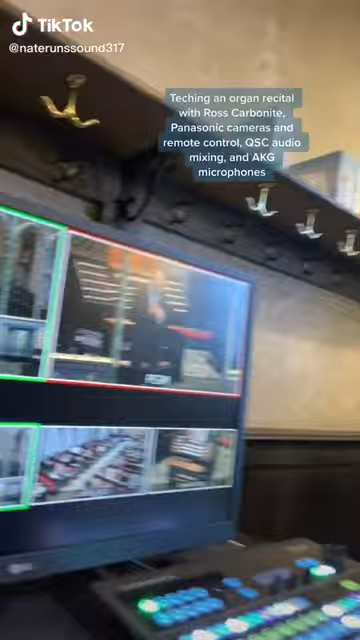 TikTok
@naterunssound317
Teching an organ recital
with Ross Carbonite,
Panasonic cameras and
remote control, QSC audio
mixing, and AKG
microphones